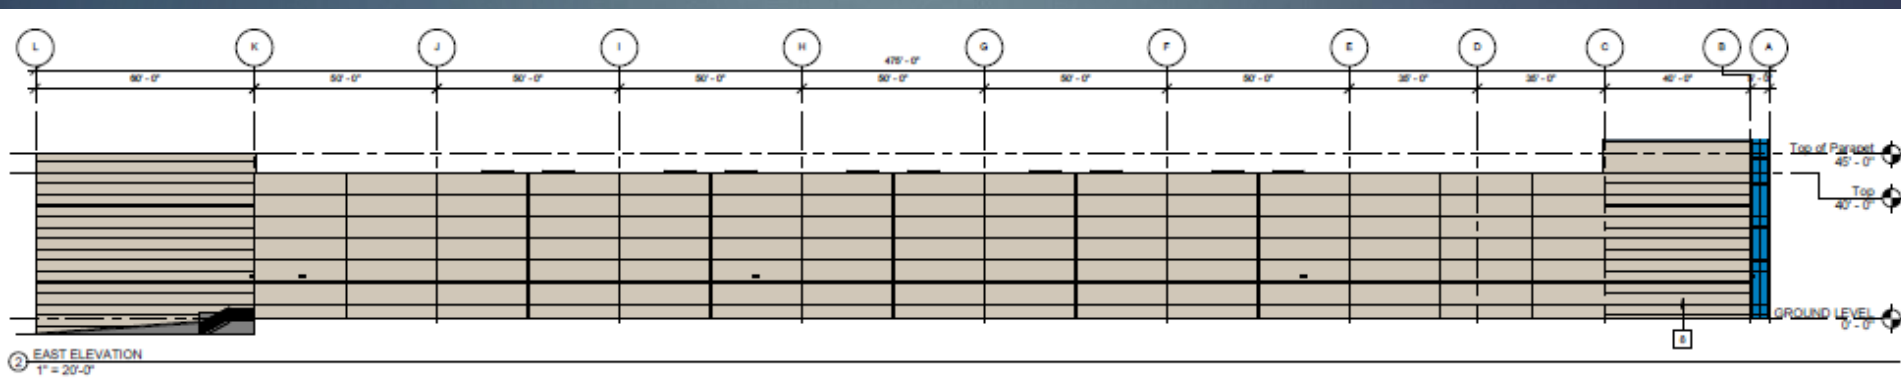 L K J I H G F E D C B A
475' - 0"
60' - 0" 50' - 0" 50' - 0" 50' - 0" 50' - 0" 50' - 0" 50' - 0" 35' - 0" 35' - 0" 40' - 0"
Top of Parapet
45' - 0"
Top
40' - 0"
GROUND LEVEL
0' - 0"
2 EAST ELEVATION
1" = 20'-0"